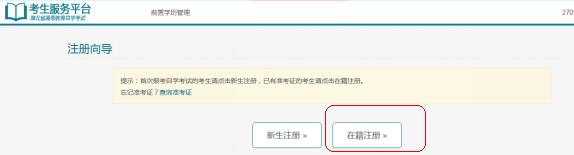 考生服务平台
湖北省高等教育自学考试
前置学历管理
270
注册向导
提示：首次报考自学考试的考生请点击新生注册，已有准考证的考生请点击在籍注册。
忘记准考证？查询准考证
新生注册 »
在籍注册 »